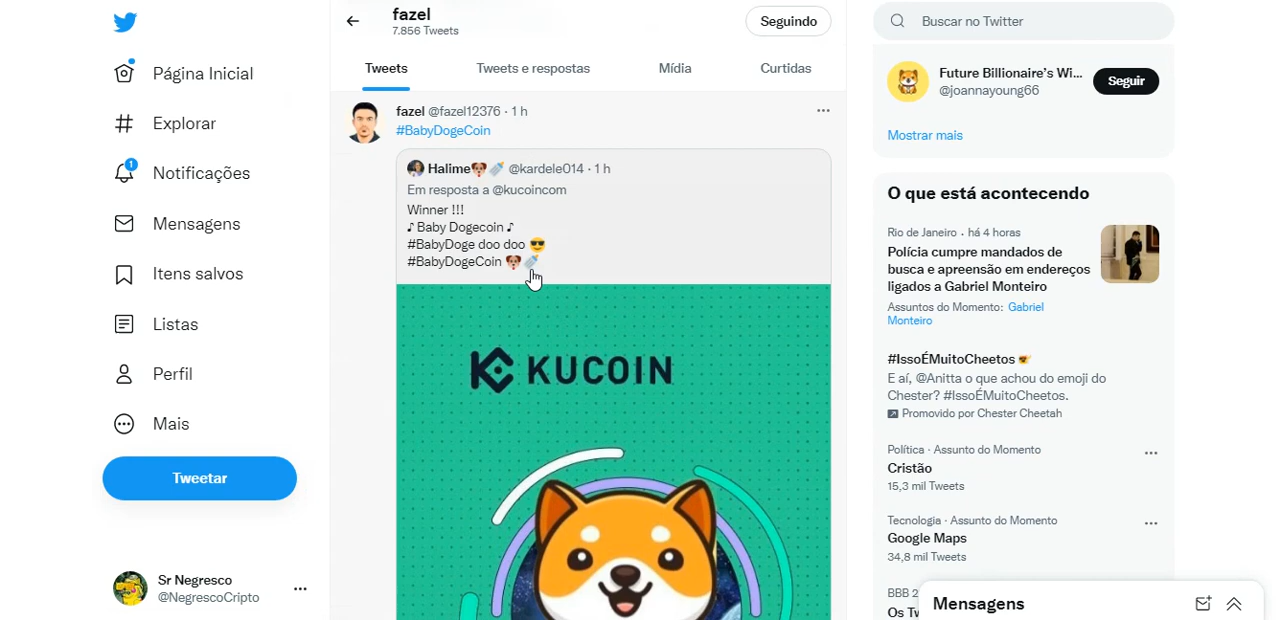 Página Inicial
Explorar
1
Notificações
Mensagens
Itens salvos
Listas
Perfil
Mais
Tweetar
Sr Negresco
@NegrescoCripto
fazel
7.856 Tweets
Seguindo
Tweets
Tweets e respostas
Mídia
Curtidas
fazel @fazel12376 · 1 h
#BabyDogeCoin
Halime🐶🍼 @kardele014 · 1 h
Em resposta a @kucoincom
Winner !!!
♪ Baby Dogecoin ♪
#BabyDoge doo doo 😎
#BabyDogeCoin 🐶🍼
KUCOIN
Buscar no Twitter
Future Billionaire's Wi...
@joannayoung66
Seguir
Mostrar mais
O que está acontecendo
Rio de Janeiro · há 4 horas
Polícia cumpre mandados de
busca e apreensão em endereços
ligados a Gabriel Monteiro
Assuntos do Momento: Gabriel
Monteiro
#IssoÉMuitoCheetos
E aí, @Anitta o que achou do emoji do
Chester? #IssoÉMuitoCheetos.
Promovido por Chester Cheetah
Política · Assunto do Momento
Cristão
15,3 mil Tweets
Tecnologia · Assunto do Momento
Google Maps
34,8 mil Tweets
BBB 2
Os Tw
Mensagens